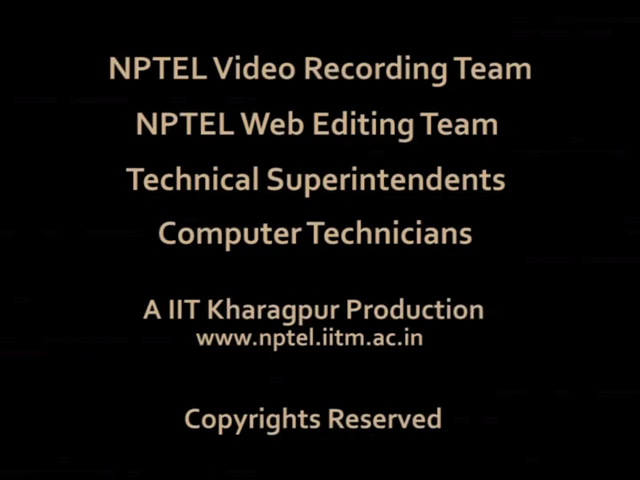 NPTEL Video Recording Team
NPTEL Web Editing Team
Technical Superintendents
Computer Technicians
A IIT Kharagpur Production
www.nptel.iitm.ac.in
Copyrights Reserved